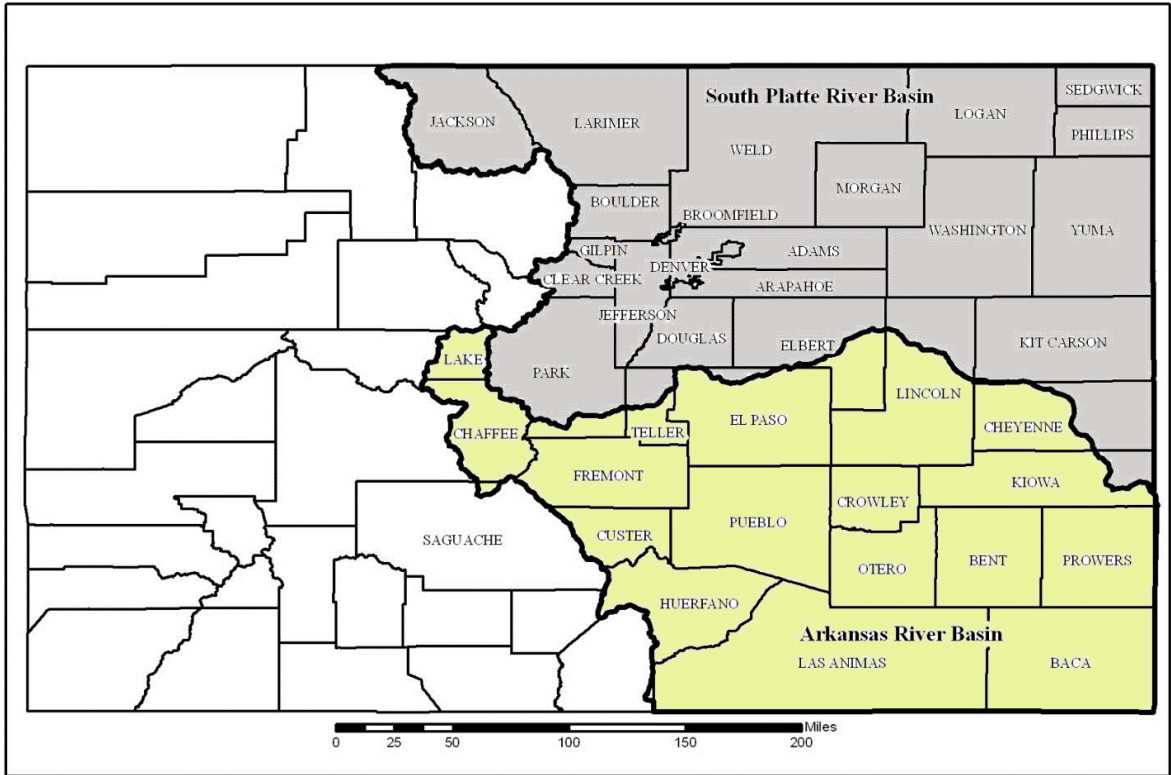 South Platte River Basin
SEDGWICK
LOGAN
JACKSON
LARIMER
PHILLIPS
WELD
MORGAN
BOULDER
BROOMFIELD
WASHINGTON
YUMA
GILPIN
ADAMS
DENVER
CLEAR CREEK
ARAPAHOE
JEFFERSON
DOUGLAS
ELBERT
KIT CARSON
LAKE
PARK
LINCOLN
EL PASO
CHEYENNE
TELLER
CHAFFEE
FREMONT
KIOWA
CROWLEY
PUEBLO
CUSTER
SAGUACHE
OTERO
BENT
PROWERS
HUERFANO
Arkansas River Basin
LAS ANIMAS
BACA
Miles
0 25 50 100 150 200